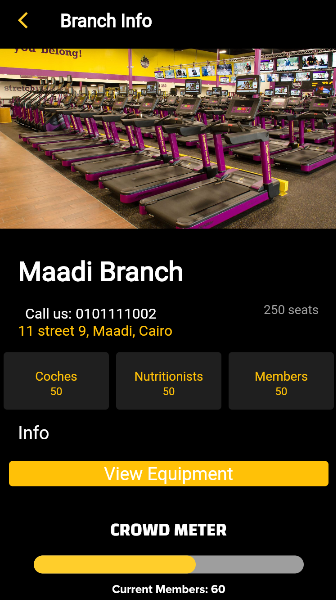 Branch Info
you belong!
Maadi Branch
Call us: 0101111002
250 seats
11 street 9, Maadi, Cairo
Coches
Nutritionists
Members
50
50
50
Info
View Equipment
CROWD METER
Current Members: 60